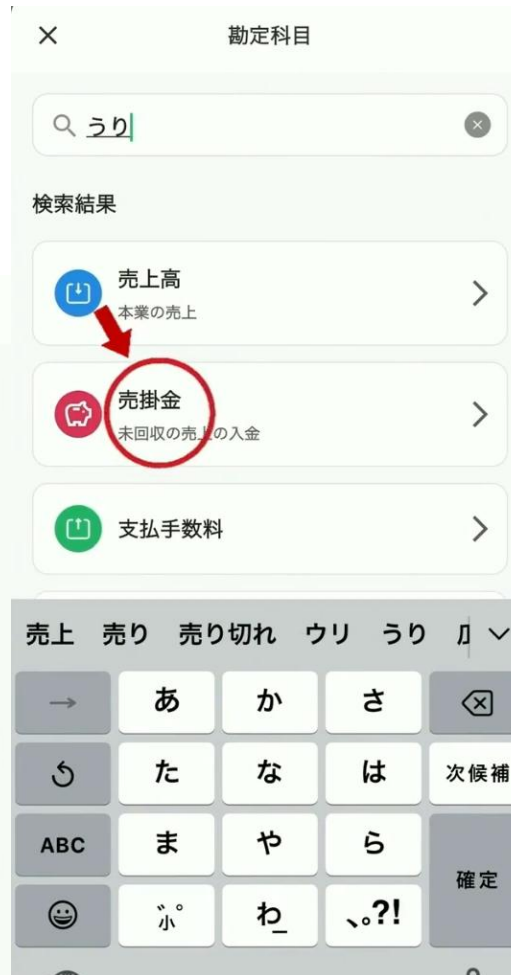 勘定科目
うり
検索結果
売上高
本業の売上
売掛金
未回収の売上の入金
支払手数料
売上 売り 売り切れ ウリ うり
→ あ か さ
た な は 次候補
ABC ま や ら 確定
小゛゜ わ_ 、。?!